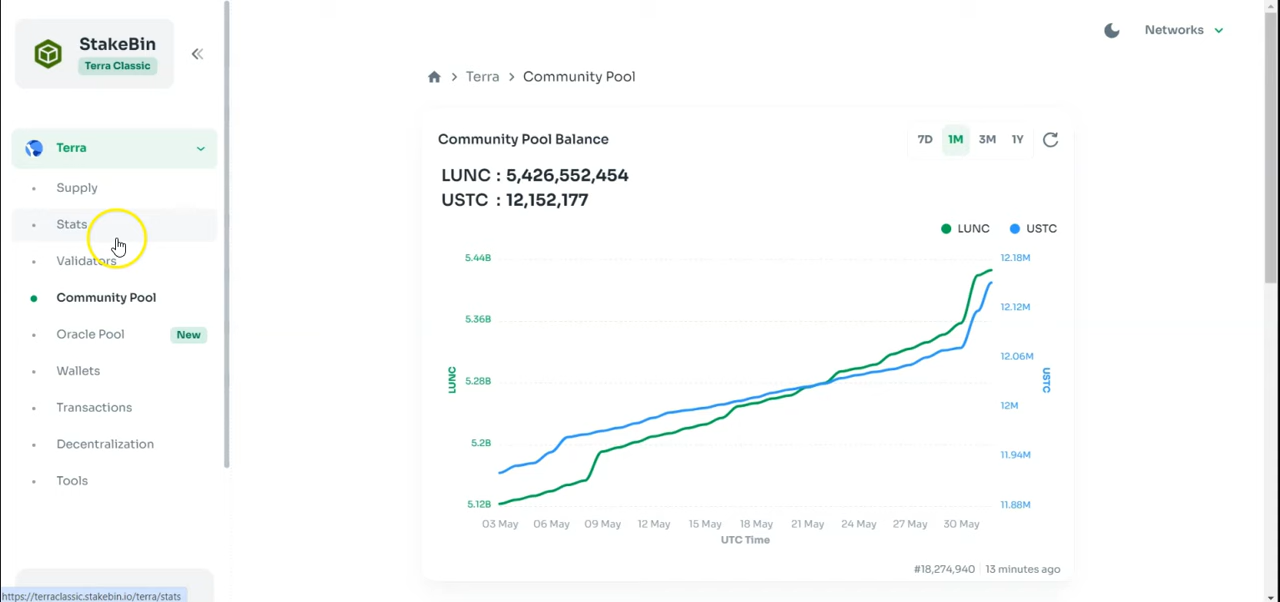 StakeBin
Terra Classic
Terra
Supply
Stats
Validators
Community Pool
Oracle Pool New
Wallets
Transactions
Decentralization
Tools
https://terraclassic.stakebin.io/terra/stats
Networks
Terra Community Pool
Community Pool Balance
7D 1M 3M 1Y
LUNC : 5,426,552,454
USTC : 12,152,177
LUNC USTC
5.44B 12.18M
5.36B 12.12M
12.06M
5.28B
12M
5.2B
11.94M
5.12B 11.88M
LUNC
USTC
03 May 06 May 09 May 12 May 15 May 18 May 21 May 24 May 27 May 30 May
UTC Time
#18,274,940 13 minutes ago